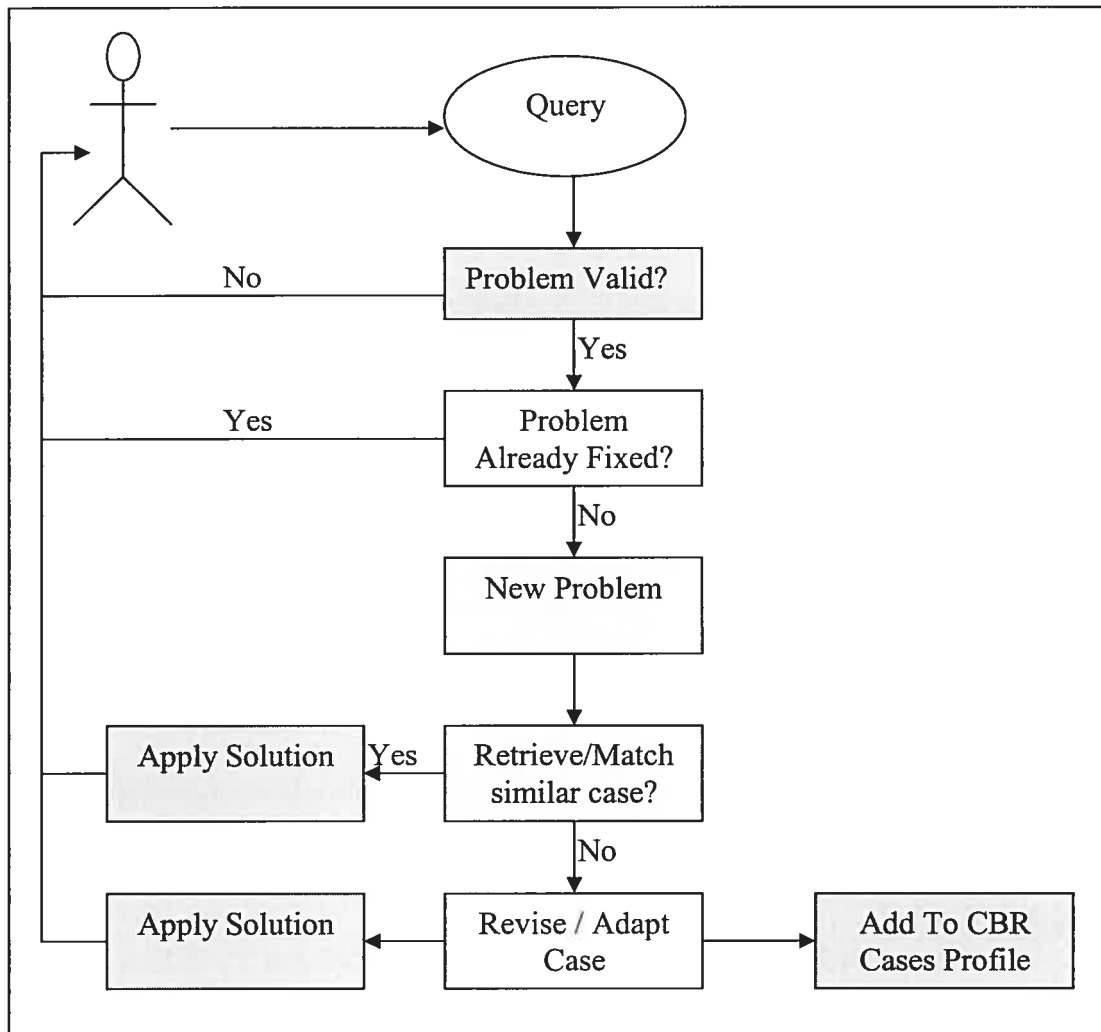 Query
Problem Valid?
No
Yes
Problem
Already Fixed?
Yes
No
New Problem
Retrieve/Match
similar case?
Yes
Apply Solution
No
Revise / Adapt
Case
Apply Solution
Add To CBR
Cases Profile